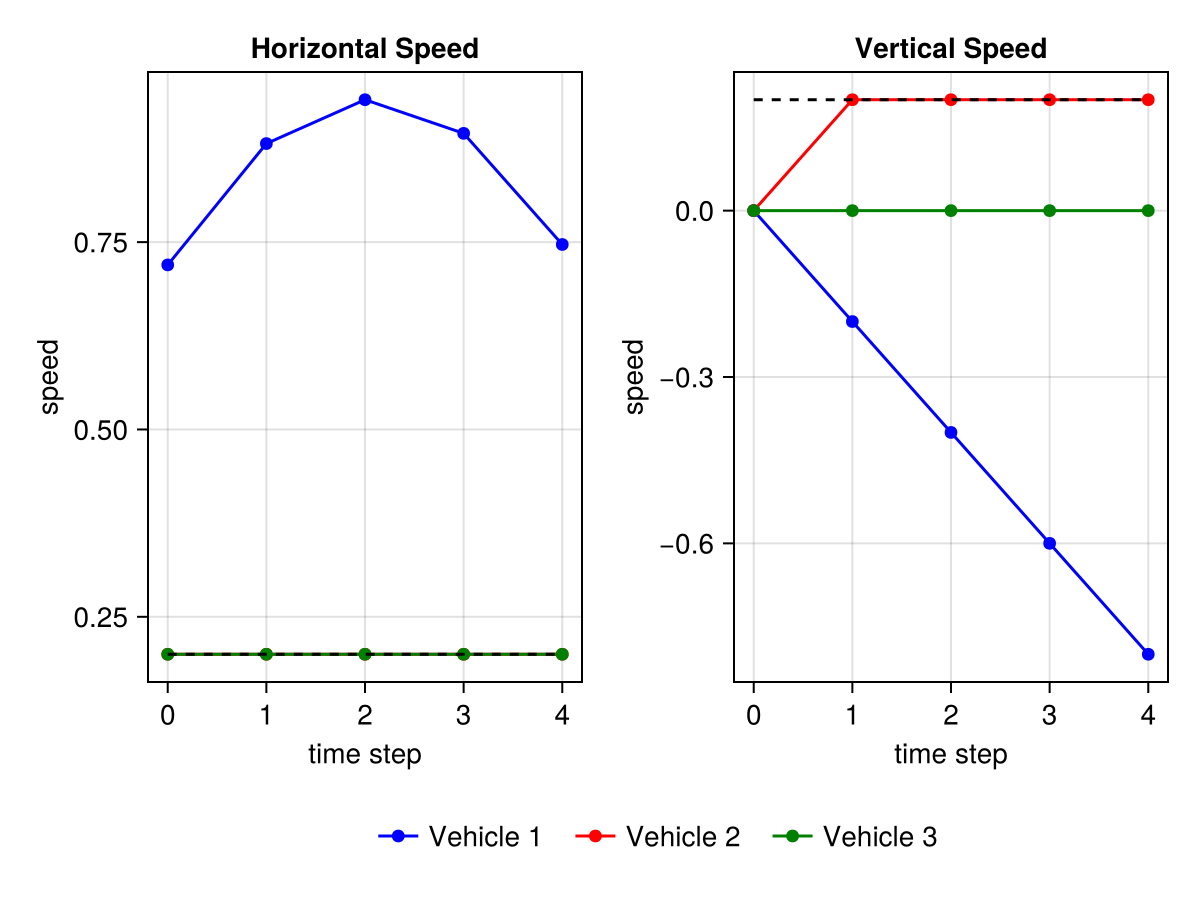 Horizontal Speed
speed
0.75
0.50
0.25
0
1
2
3
4
time step
Vertical Speed
speed
0.0
−0.3
−0.6
0
1
2
3
4
time step
Vehicle 1
Vehicle 2
Vehicle 3